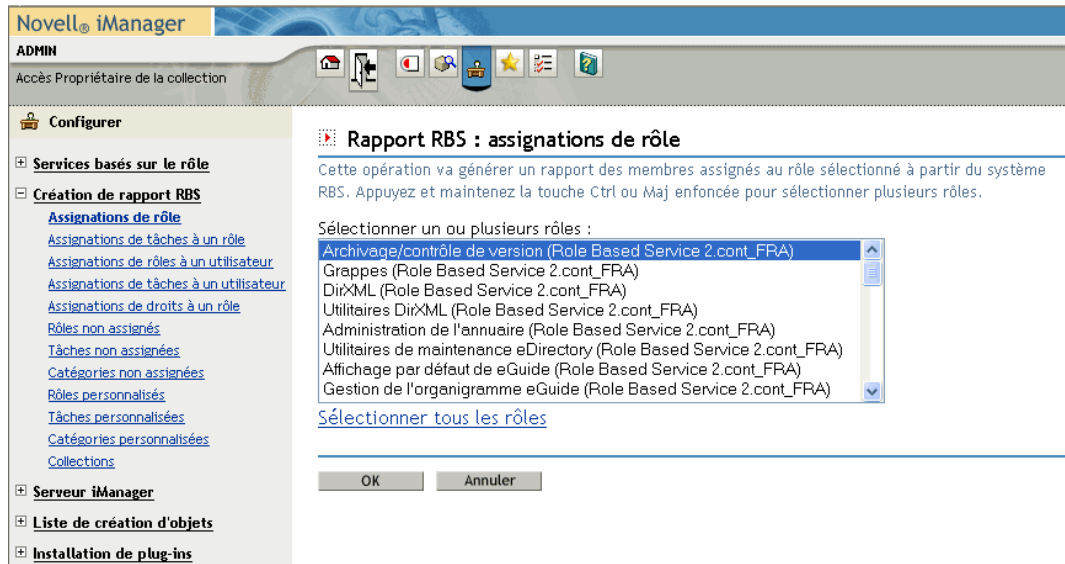 Novell® iManager
ADMIN
Accès Propriétaire de la collection
Configurer
Services basés sur le rôle
Création de rapport RBS
Assignations de rôle
Assignations de tâches à un rôle
Assignations de rôles à un utilisateur
Assignations de tâches à un utilisateur
Assignations de droits à un rôle
Rôles non assignés
Tâches non assignées
Catégories non assignées
Rôles personnalisés
Tâches personnalisées
Catégories personnalisées
Collections
Serveur iManager
Liste de création d'objets
Installation de plug-ins
Rapport RBS : assignations de rôle
Cette opération va générer un rapport des membres assignés au rôle sélectionné à partir du système
RBS. Appuyez et maintenez la touche Ctrl ou Maj enfoncée pour sélectionner plusieurs rôles.
Sélectionner un ou plusieurs rôles :
Archivage/contrôle de version (Role Based Service 2.cont_FRA)
Grappes (Role Based Service 2.cont_FRA)
DirXML (Role Based Service 2.cont_FRA)
Utilitaires DirXML (Role Based Service 2.cont_FRA)
Administration de l'annuaire (Role Based Service 2.cont_FRA)
Utilitaires de maintenance eDirectory (Role Based Service 2.cont_FRA)
Affichage par défaut de eGuide (Role Based Service 2.cont_FRA)
Gestion de l'organigramme eGuide (Role Based Service 2.cont_FRA)
Sélectionner tous les rôles
OK
Annuler